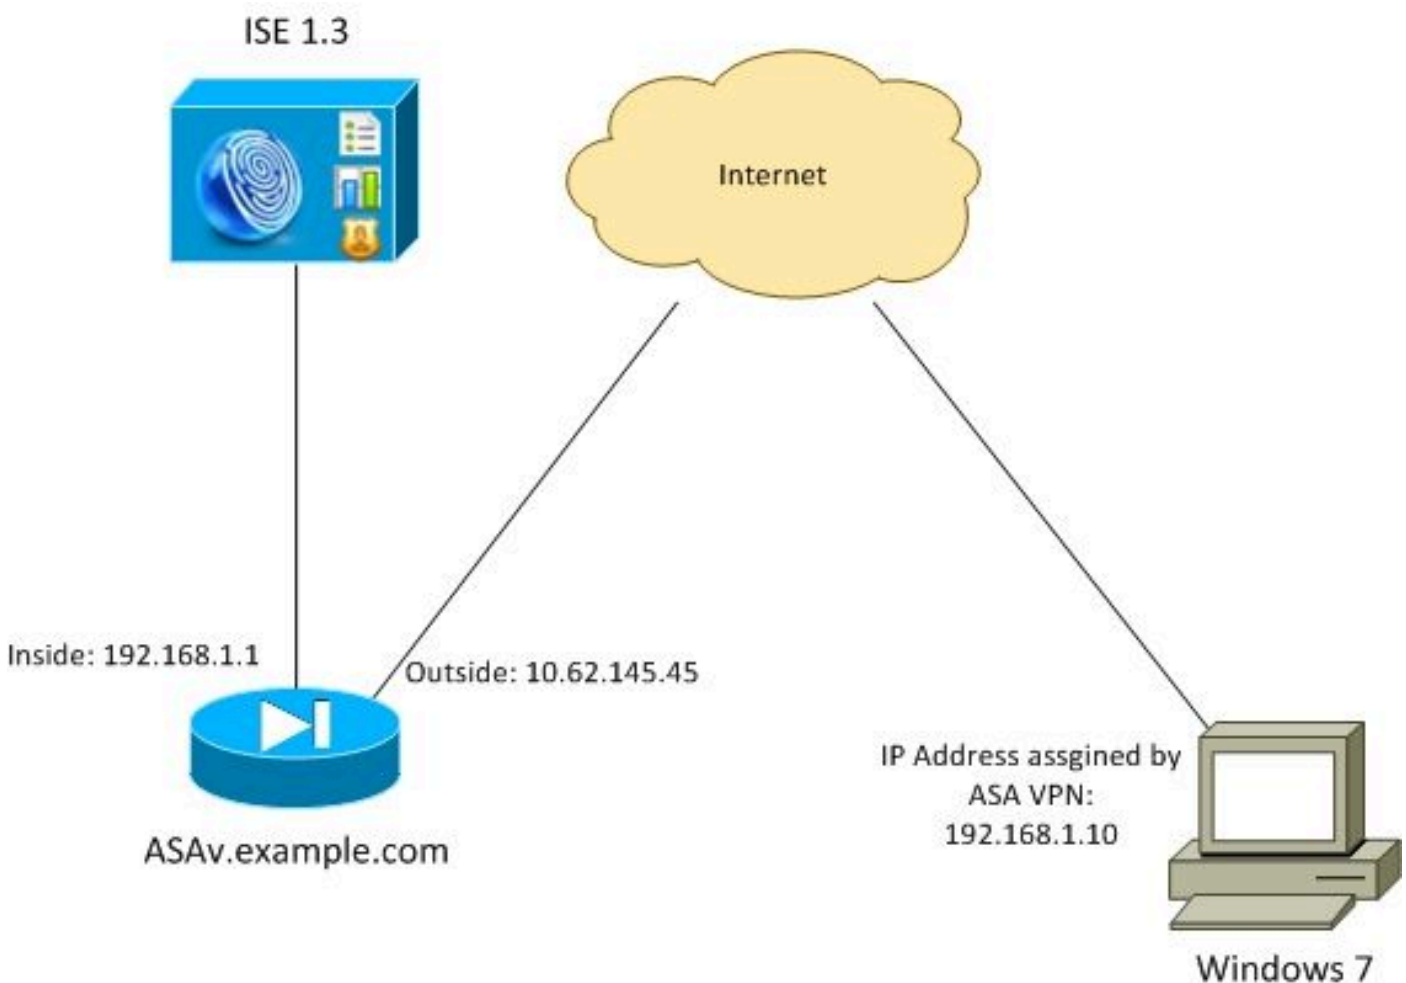 ISE 1.3
Internet
Inside: 192.168.1.1
Outside: 10.62.145.45
IP Address assgined by
ASA VPN:
192.168.1.10
ASAv.example.com
Windows 7